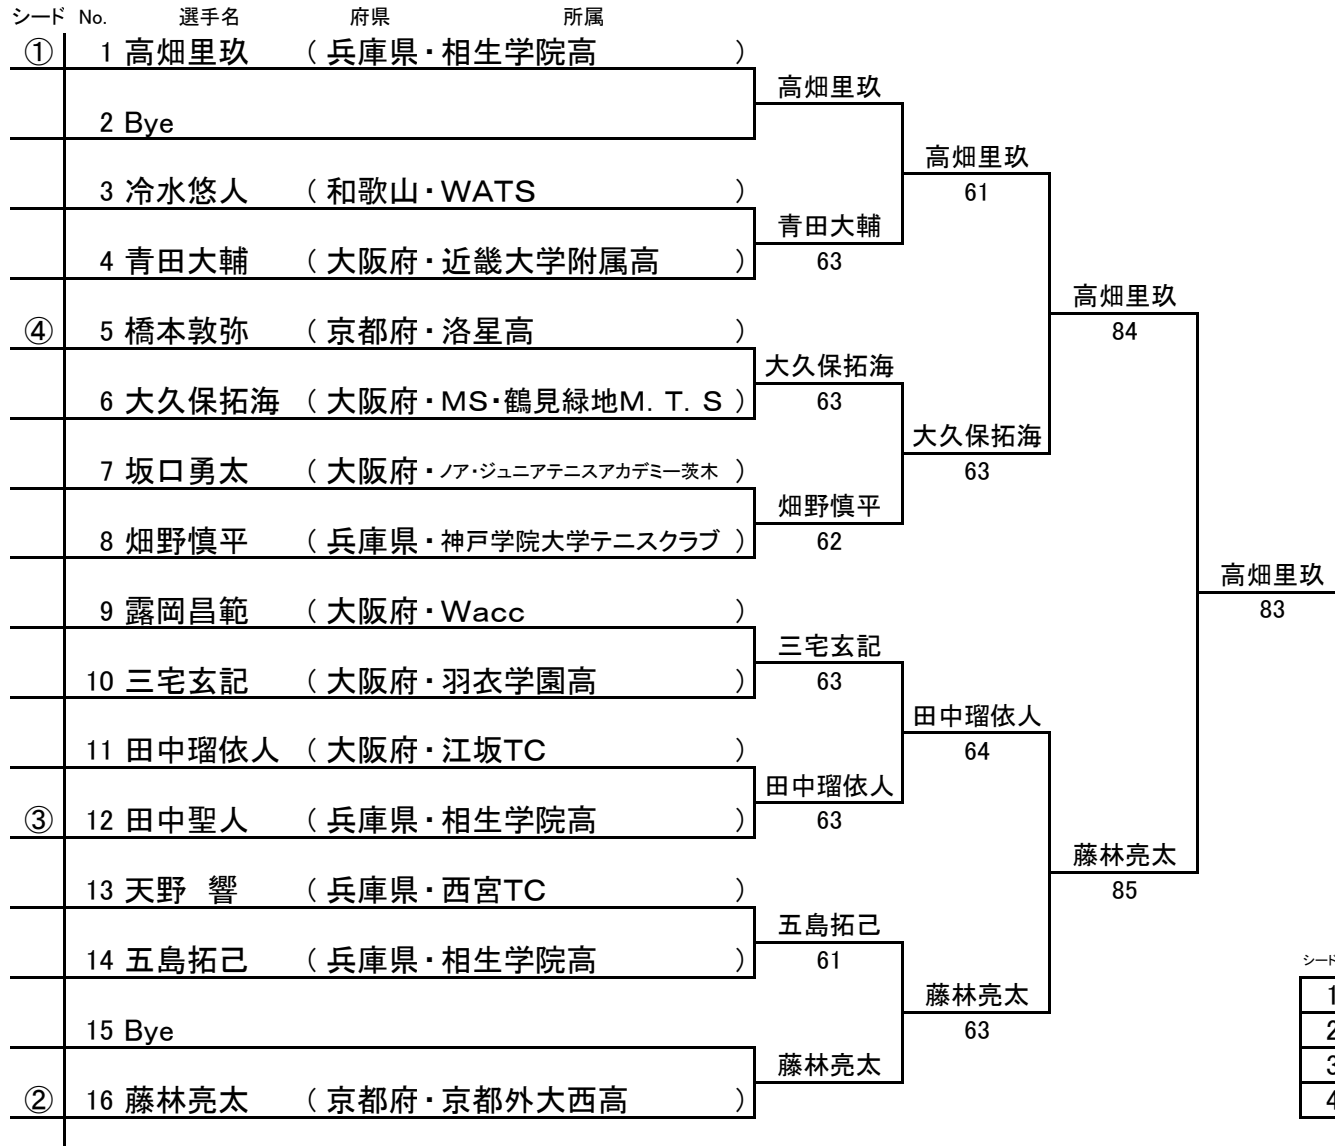 シード No. 選手名 府県 所属
① 1 高畑里玖 ( 兵庫県・相生学院高 )
高畑里玖
2 Bye
高畑里玖
61
3 冷水悠人 ( 和歌山・WATS )
青田大輔
63
4 青田大輔 ( 大阪府・近畿大学附属高 )
高畑里玖
84
④ 5 橋本敦弥 ( 京都府・洛星高 )
大久保拓海
63
6 大久保拓海 ( 大阪府・MS・鶴見緑地M. T. S )
大久保拓海
63
7 坂口勇太 ( 大阪府・ノア・ジュニアテニスアカデミー茨木 )
畑野慎平
62
8 畑野慎平 ( 兵庫県・神戸学院大学テニスクラブ )
高畑里玖
83
9 露岡昌範 ( 大阪府・Wacc )
三宅玄記
63
10 三宅玄記 ( 大阪府・羽衣学園高 )
田中瑠依人
64
11 田中瑠依人 ( 大阪府・江坂TC )
田中瑠依人
63
③ 12 田中聖人 ( 兵庫県・相生学院高 )
藤林亮太
85
13 天野 響 ( 兵庫県・西宮TC )
五島拓己
61
14 五島拓己 ( 兵庫県・相生学院高 )
藤林亮太
63
15 Bye
藤林亮太
② 16 藤林亮太 ( 京都府・京都外大西高 )
シード
1
2
3
4